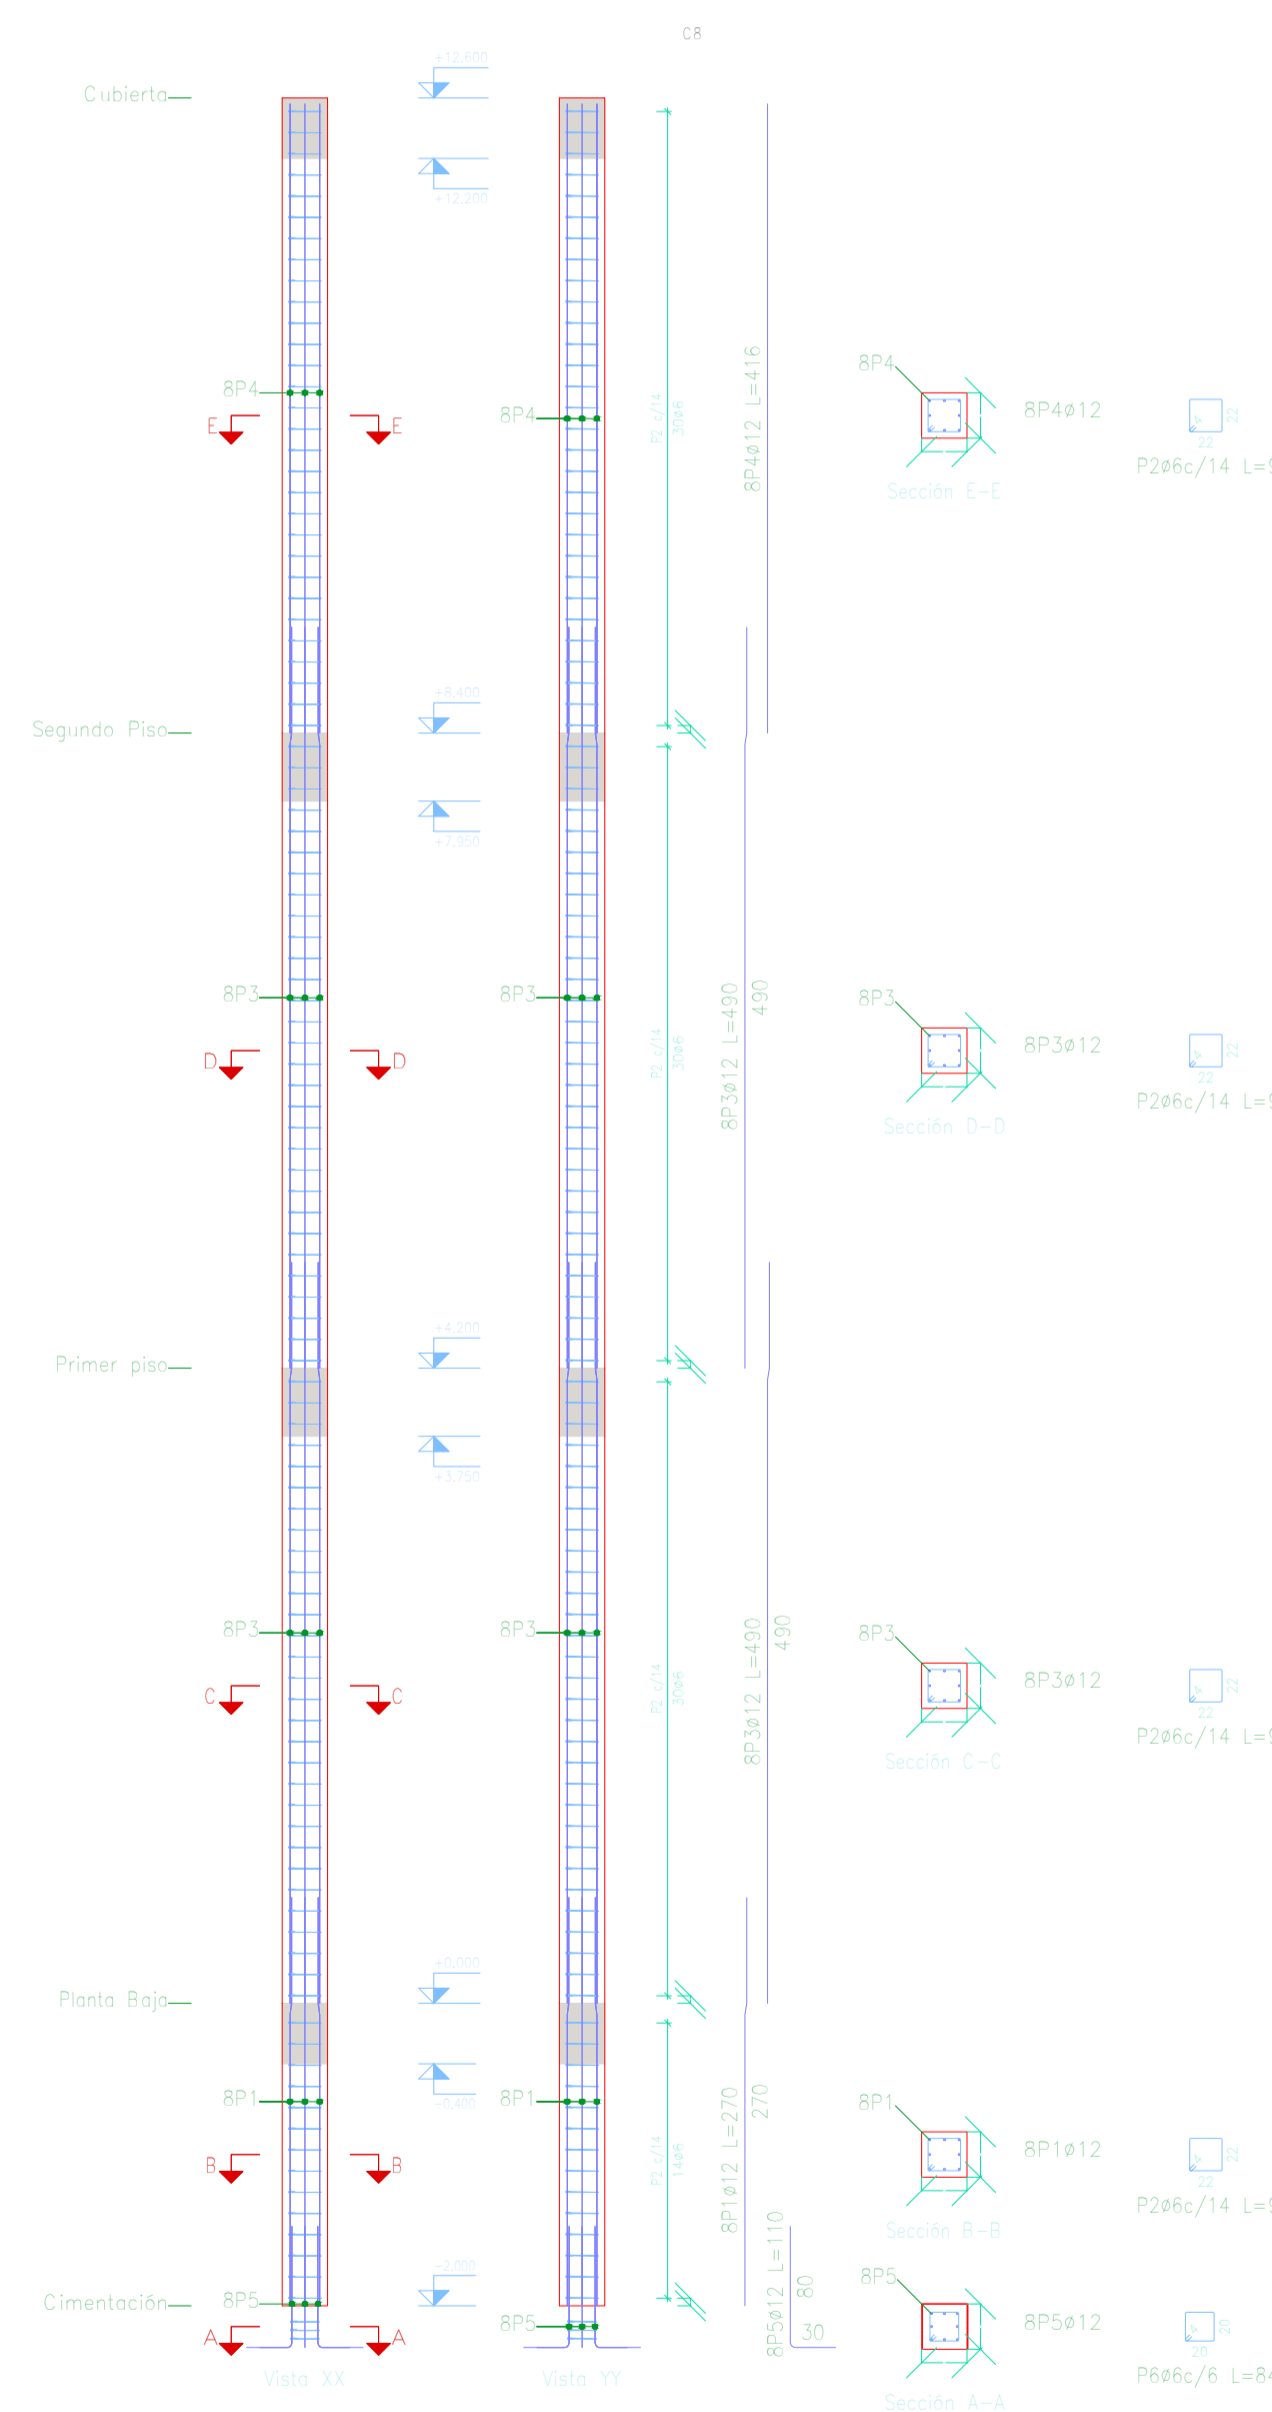 C8
+12.600
Cubierta
+12.200
8P4
8P4
E
E
P2 c/14
30ø6
8P4ø12 L=416
8P4
8P4ø12
22
22
P2ø6c/14 L=9
Sección E-E
+8.400
Segundo Piso
+7.950
8P3
8P3
D
D
P2 c/14
30ø6
8P3ø12 L=490
490
8P3
8P3ø12
22
22
P2ø6c/14 L=9
Sección D-D
+4.200
Primer piso
+3.750
8P3
8P3
C
C
P2 c/14
30ø6
8P3ø12 L=490
490
8P3
8P3ø12
22
22
P2ø6c/14 L=9
Sección C-C
+0.000
Planta Baja
-0.400
8P1
8P1
B
B
P2 c/14
14ø6
8P1ø12 L=270
270
8P1
8P1ø12
22
22
P2ø6c/14 L=9
Sección B-B
-2.000
Cimentación
8P5
8P5
A
A
8P5ø12 L=110
80
30
8P5
8P5ø12
20
20
P6ø6c/6 L=84
Sección A-A
Vista XX
Vista YY